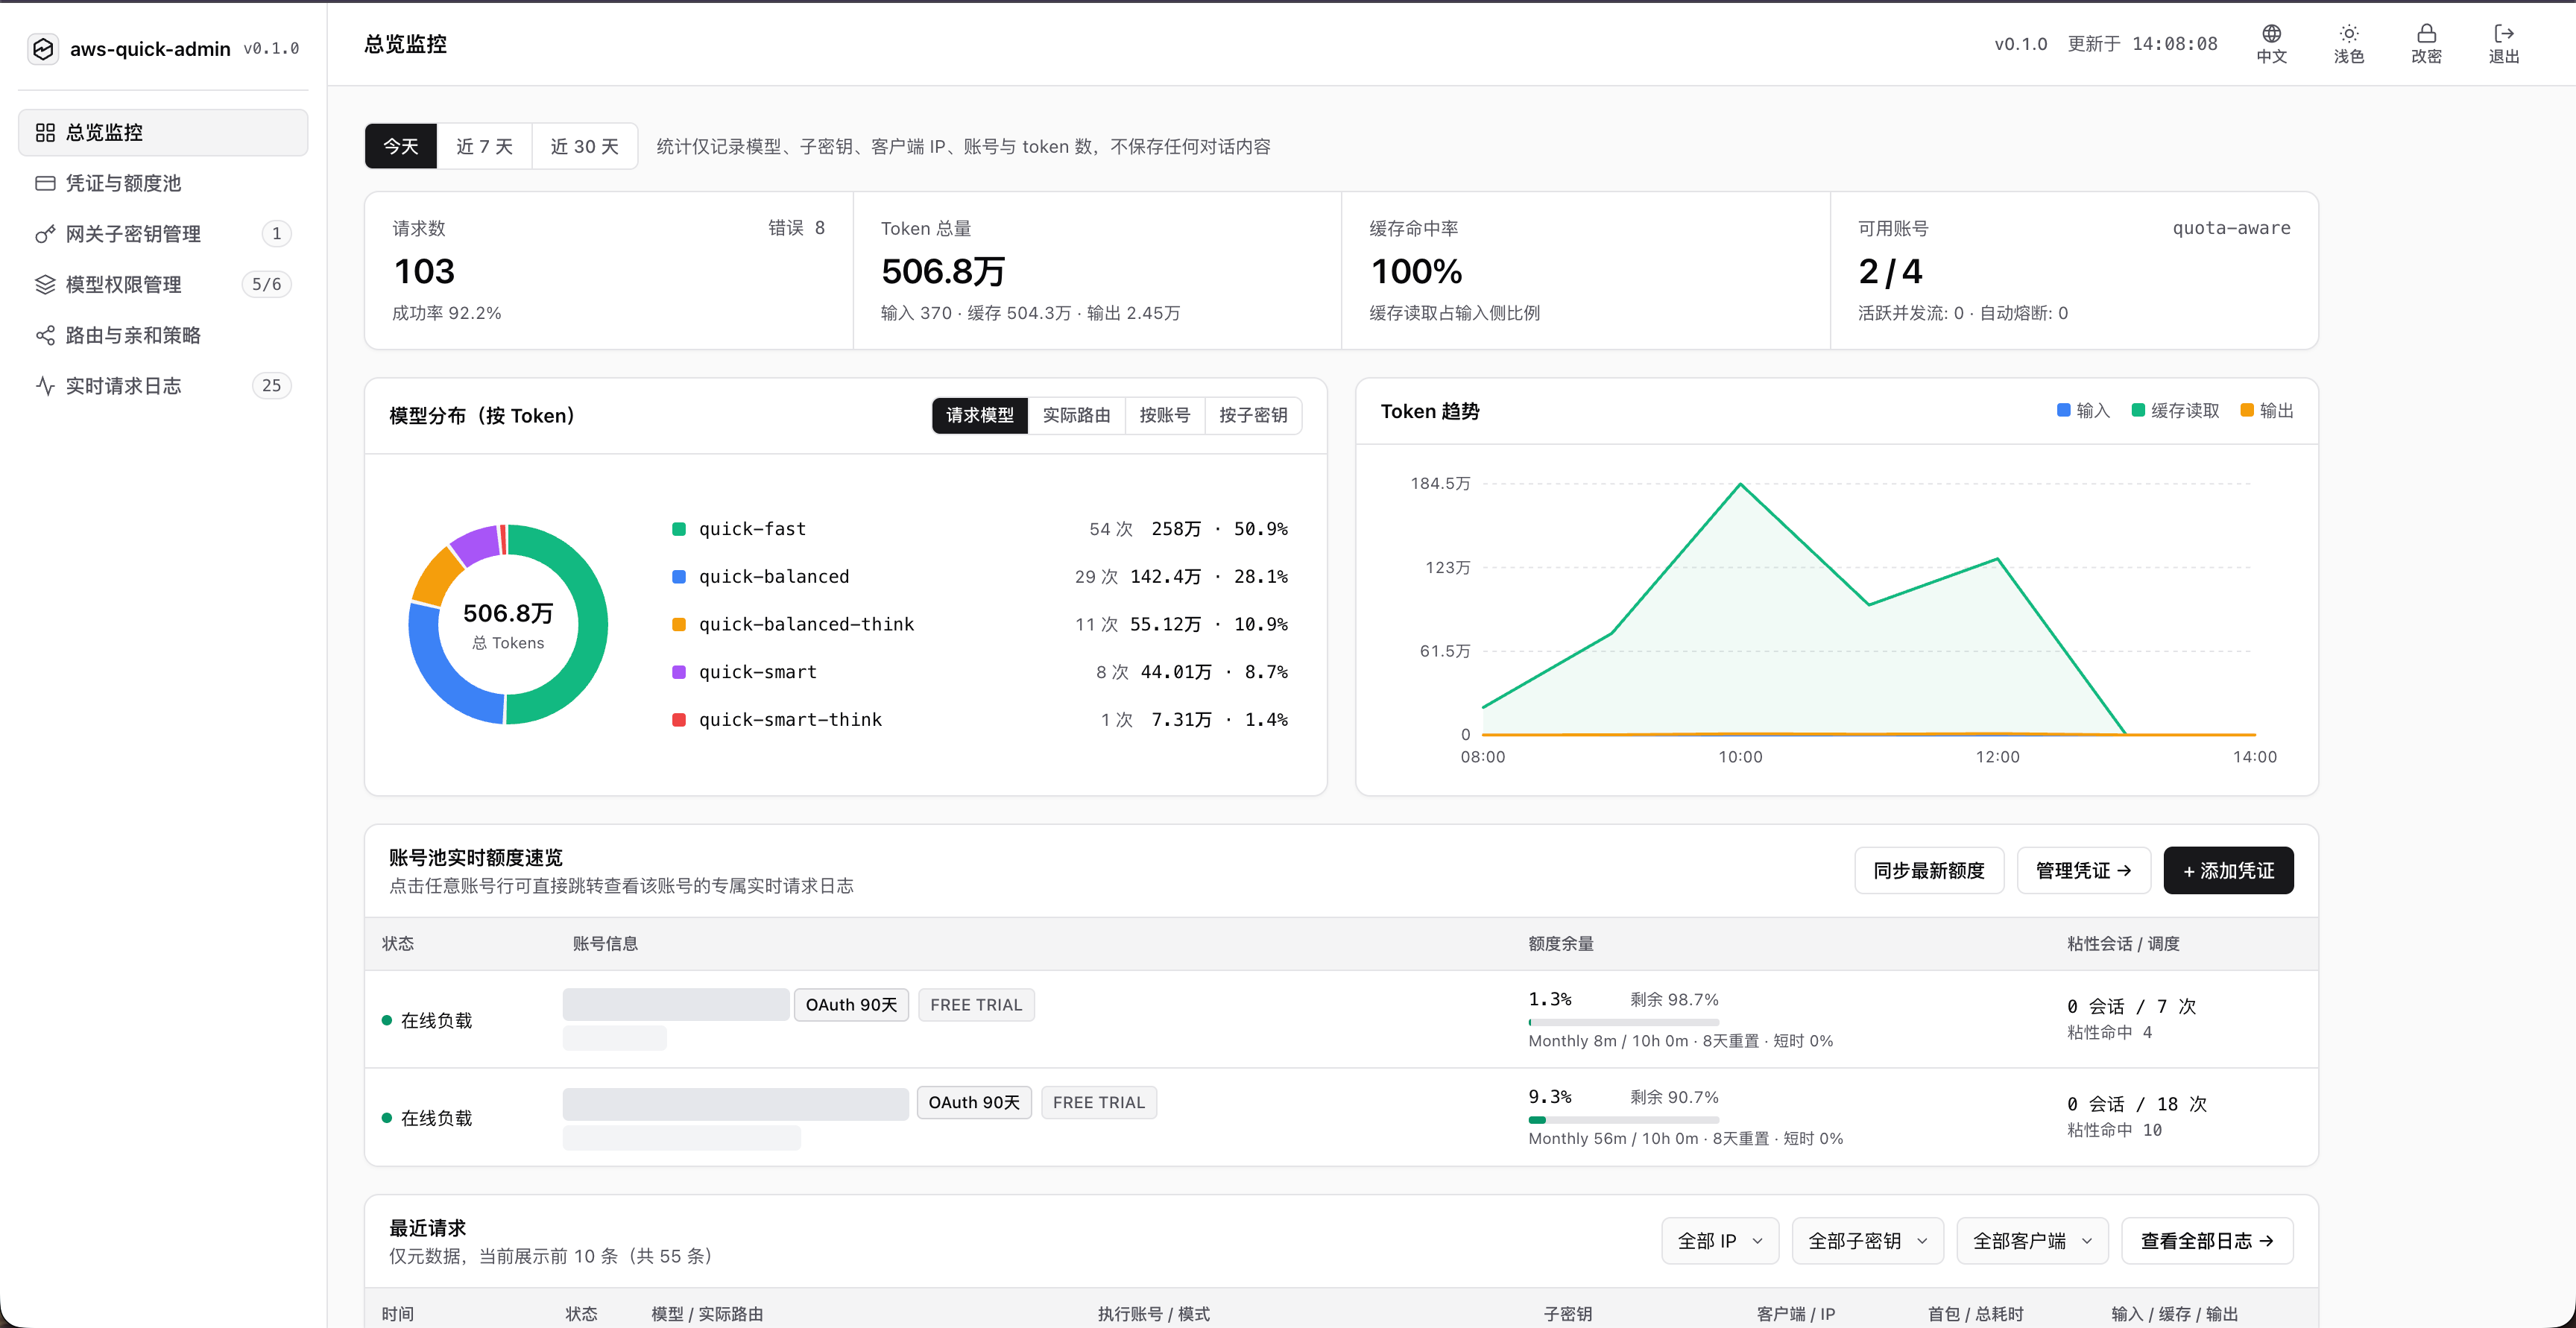 aws-quick-admin v0.1.0
总览监控
凭证与额度池
网关子密钥管理 1
模型权限管理 5/6
路由与亲和策略
实时请求日志 25
总览监控
v0.1.0 更新于 14:08:08
中文
浅色
改密
退出
今天 近 7 天 近 30 天 统计仅记录模型、子密钥、客户端 IP、账号与 token 数，不保存任何对话内容
请求数 错误 8
103
成功率 92.2%
Token 总量
506.8万
输入 370 · 缓存 504.3万 · 输出 2.45万
缓存命中率
100%
缓存读取占输入侧比例
可用账号 quota-aware
2/4
活跃并发流: 0 · 自动熔断: 0
模型分布（按 Token） 请求模型 实际路由 按账号 按子密钥
506.8万
总 Tokens
quick-fast 54 次 258万 · 50.9%
quick-balanced 29 次 142.4万 · 28.1%
quick-balanced-think 11 次 55.12万 · 10.9%
quick-smart 8 次 44.01万 · 8.7%
quick-smart-think 1 次 7.31万 · 1.4%
Token 趋势 输入 缓存读取 输出
184.5万
123万
61.5万
0
08:00 10:00 12:00 14:00
账号池实时额度速览
点击任意账号行可直接跳转查看该账号的专属实时请求日志
同步最新额度 管理凭证 → + 添加凭证
状态 账号信息 额度余量 粘性会话 / 调度
在线负载 OAuth 90天 FREE TRIAL
1.3% 剩余 98.7%
Monthly 8m / 10h 0m · 8天重置 · 短时 0%
0 会话 / 7 次
粘性命中 4
在线负载 OAuth 90天 FREE TRIAL
9.3% 剩余 90.7%
Monthly 56m / 10h 0m · 8天重置 · 短时 0%
0 会话 / 18 次
粘性命中 10
最近请求
仅元数据，当前展示前 10 条（共 55 条）
全部 IP 全部子密钥 全部客户端 查看全部日志 →
时间 状态 模型 / 实际路由 执行账号 / 模式 子密钥 客户端 / IP 首包 / 总耗时 输入 / 缓存 / 输出